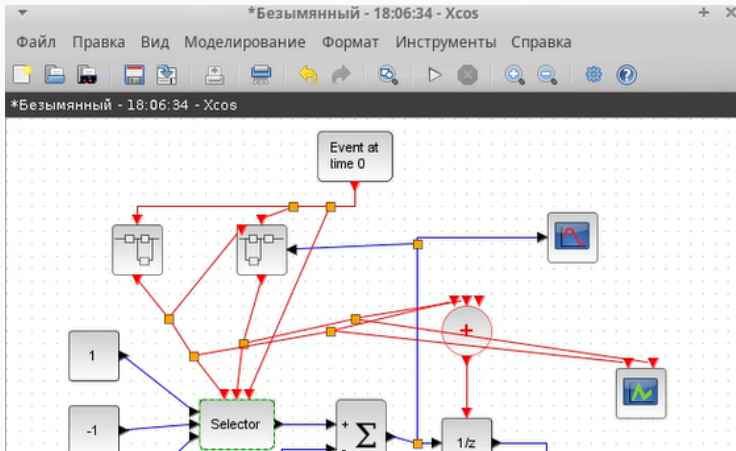 *Безымянный - 18:06:34 - Xcos
Файл Правка Вид Моделирование Формат Инструменты Справка
*Безымянный - 18:06:34 - Xcos
Event at
time 0
+
1
-1
Selector
+
Σ
-
1/z